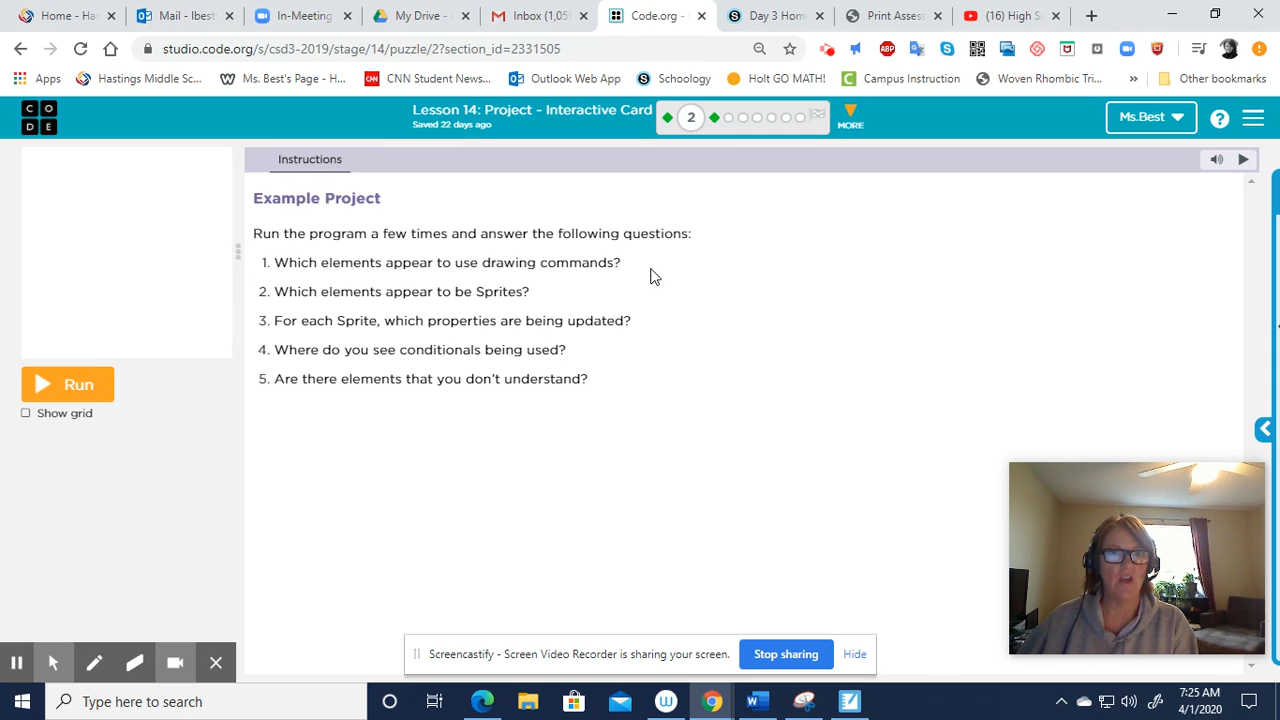 Home - Ha:
Mail - lbest
In-Meeting
My Drive - G
Inbox (1,05
Code.org -
Day 3 Hom
Print Assess
(16) High Sc
studio.code.org/s/csd3-2019/stage/14/puzzle/2?section_id=2331505
ABP
Apps
Hastings Middle Sc...
Ms. Best's Page - H...
CNN
CNN Student News...
Outlook Web App
Schoology
Holt GO MATH!
Campus Instruction
Woven Rhombic Tri...
»
Other bookmarks
C O
D E
Lesson 14: Project - Interactive Card
Saved 22 days ago
2
MORE
Ms.Best
?
Instructions
Example Project
Run the program a few times and answer the following questions:
1. Which elements appear to use drawing commands?
2. Which elements appear to be Sprites?
3. For each Sprite, which properties are being updated?
4. Where do you see conditionals being used?
5. Are there elements that you don't understand?
Run
Show grid
Screencastify - Screen Video Recorder is sharing your screen.
Stop sharing
Hide
Type here to search
7:25 AM
4/1/2020